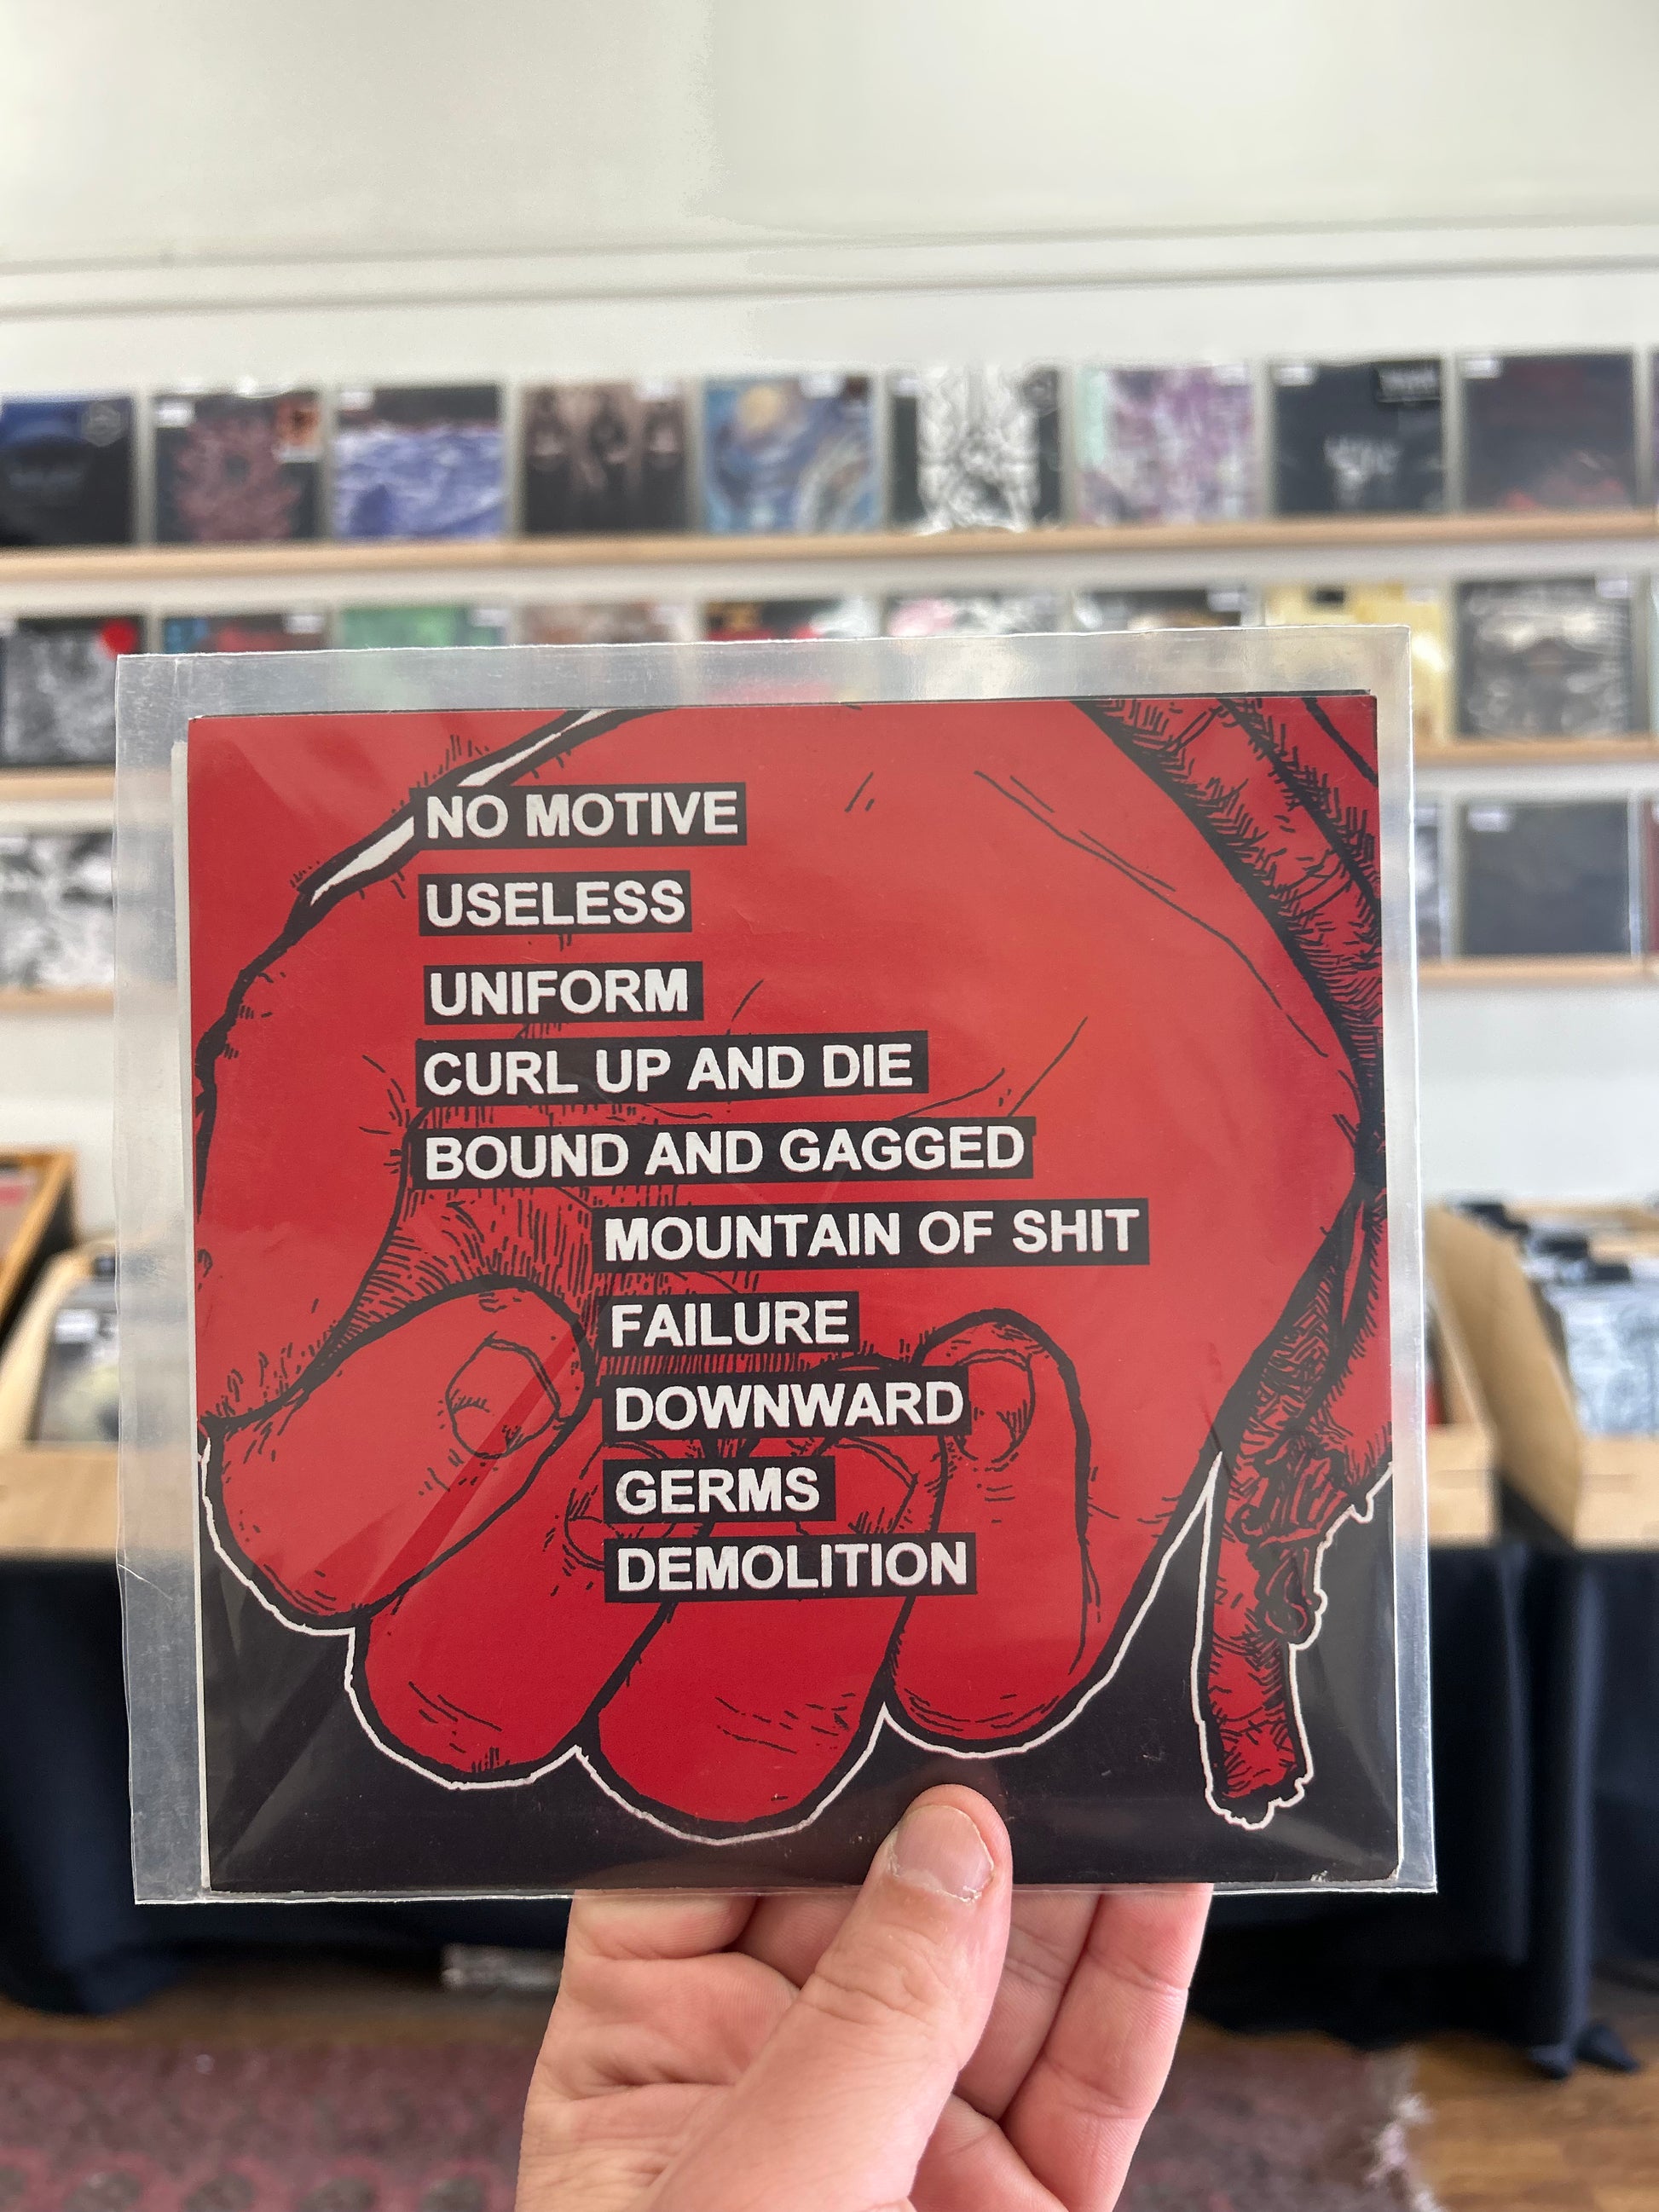 NO MOTIVE
USELESS
UNIFORM
CURL UP AND DIE
BOUND AND GAGGED
MOUNTAIN OF SHIT
FAILURE
DOWNWARD
GERMS
DEMOLITION